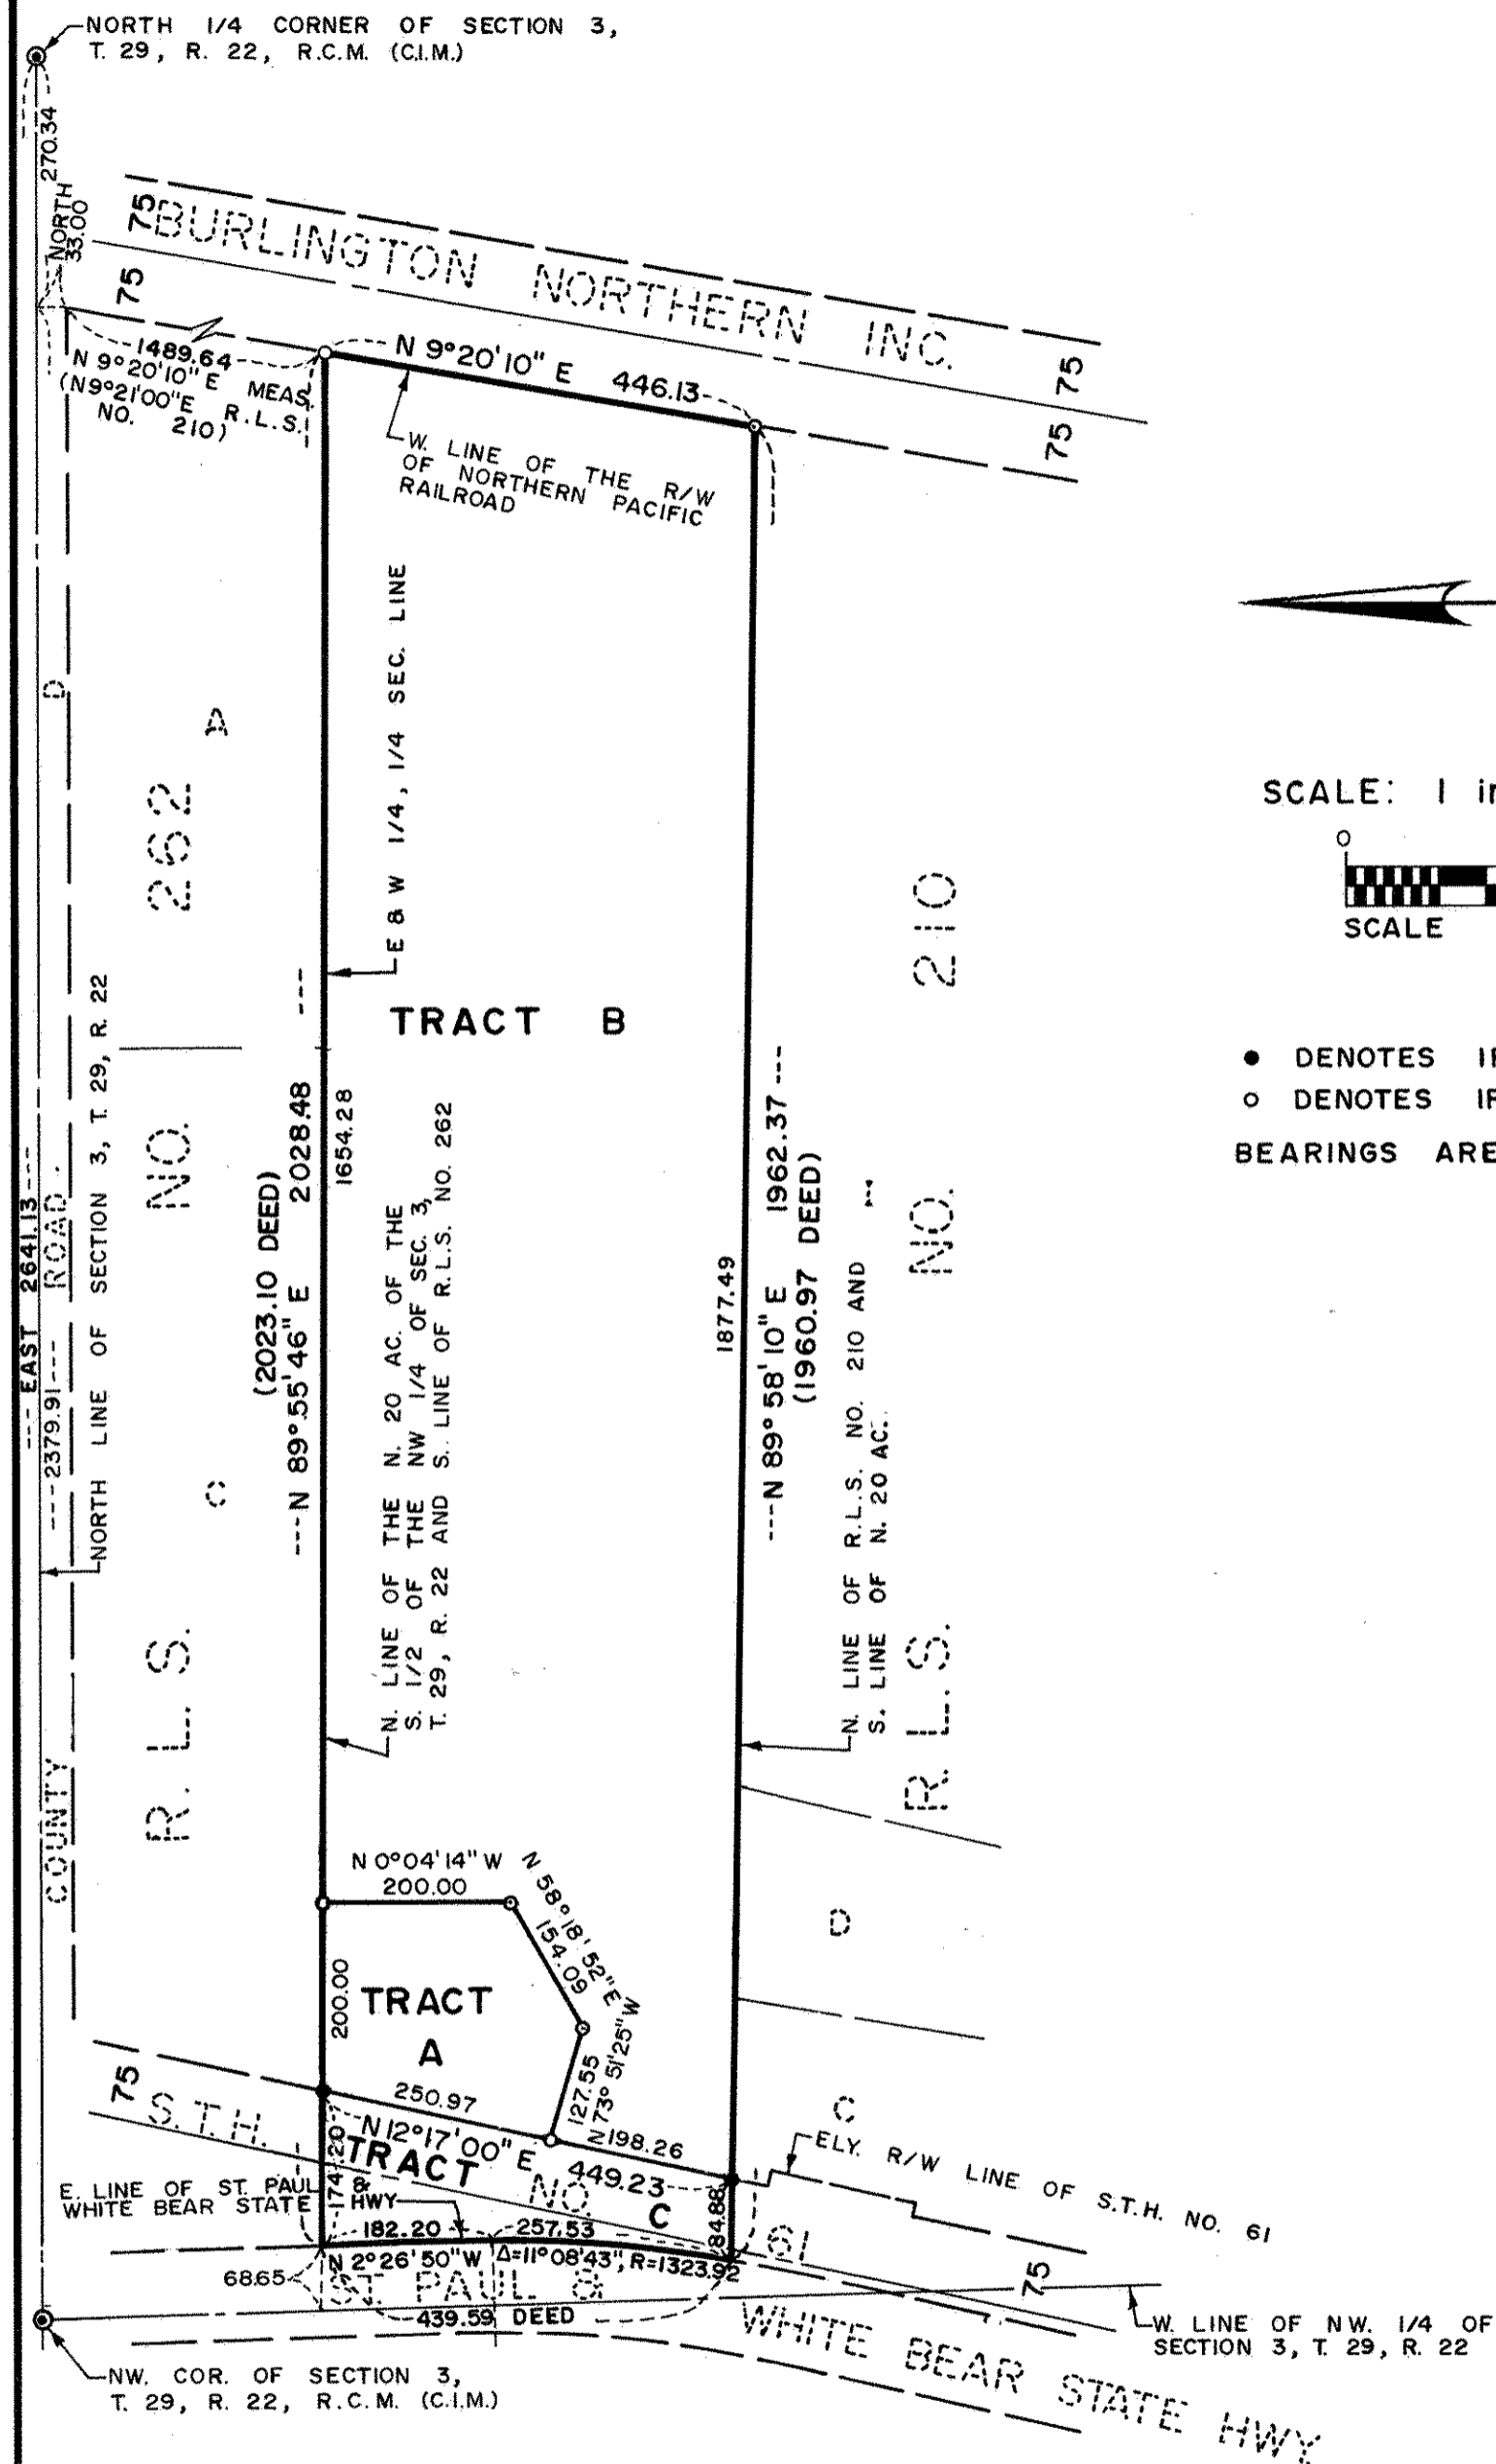 NORTH 1/4 CORNER OF SECTION 3,
T. 29, R. 22, R.C.M. (C.I.M.)
270.34
NORTH
33.00
75
75
BURLINGTON NORTHERN INC.
75
75
1489.64
N 9°20'10" E MEAS.
(N9°21'00"E R.L.S.
NO. 210)
N 9°20'10" E 446.13
W. LINE OF THE R/W
OF NORTHERN PACIFIC
RAILROAD
E & W 1/4, 1/4 SEC. LINE
SCALE: 1
0
SCALE
TRACT B
DENOTES
DENOTES
BEARINGS ARE
--- EAST 2641.13 ---
---- 2379.91 ----
COUNTY ROAD D
NORTH LINE OF SECTION 3, T. 29, R. 22
R. L. S. NO. 262
A
C
(2023.10 DEED)
--- N 89°55'46" E 2028.48 ---
1654.28
N. LINE OF THE N. 20 AC. OF THE
S. 1/2 OF THE NW 1/4 OF SEC. 3,
T. 29, R. 22 AND S. LINE OF R.L.S. NO. 262
1877.49
--- N 89°58'10" E 1962.37 ---
(1960.97 DEED)
N. LINE OF R.L.S. NO. 210 AND
S. LINE OF N. 20 AC.
R. L. S. NO. 210
D
C
N 0°04'14" W
200.00
N 58°18'52" E
154.09
200.00
TRACT
A
127.55
N 73°51'25" W
250.97
198.26
75
S.T.H. NO. 61
N 12°17'00" E
449.23
TRACT
C
174.20
84.88
E. LINE OF ST. PAUL &
WHITE BEAR STATE HWY
182.20
257.53
N 2°26'50" W
Δ=11°08'43", R=1323.92
68.65
439.59 DEED
ST. PAUL & WHITE BEAR STATE HWY
ELY. R/W LINE OF S.T.H. NO. 61
75
W. LINE OF NW. 1/4 OF
SECTION 3, T. 29, R. 22
NW. COR. OF SECTION 3,
T. 29, R. 22, R.C.M. (C.I.M.)